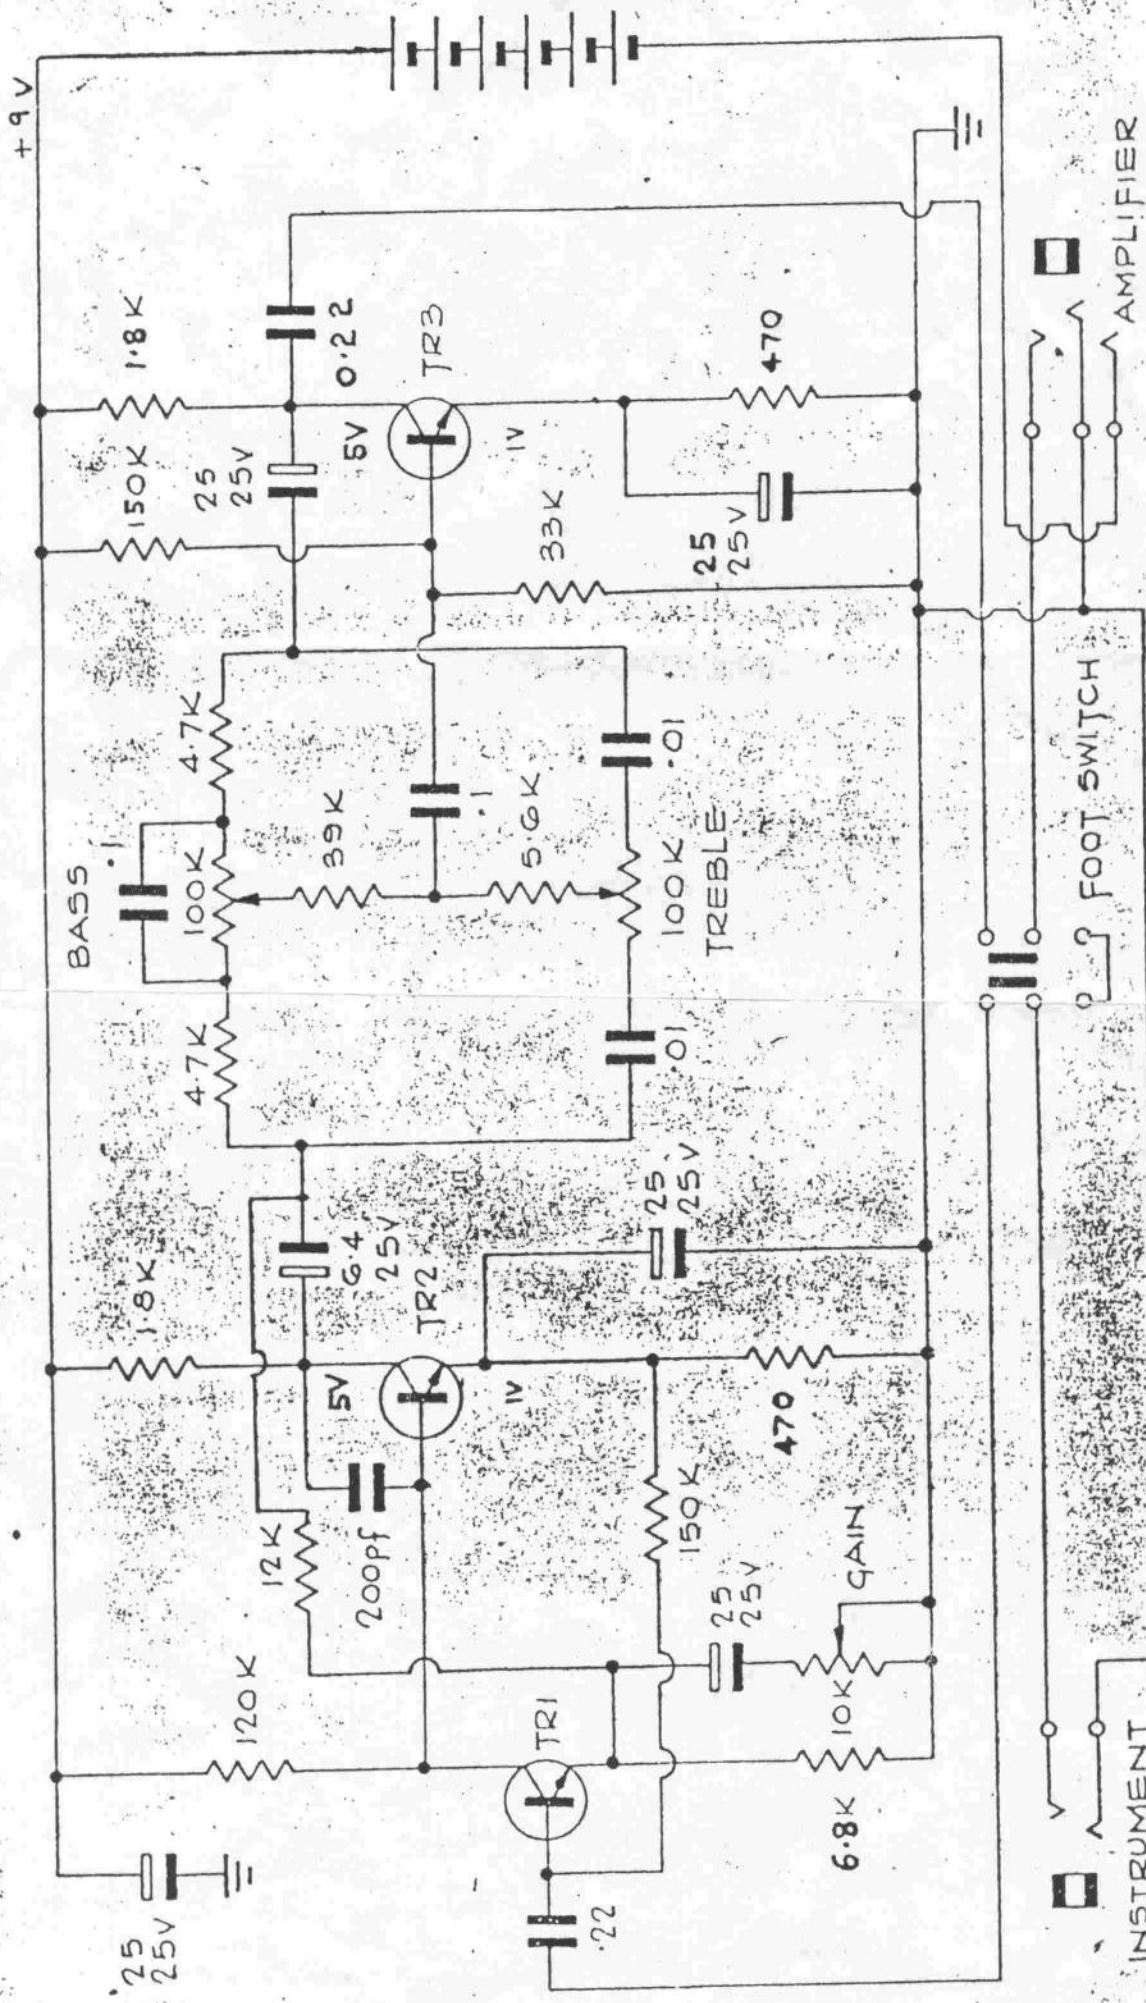 +9V
BASS
.1
100K
4.7K
4.7K
39K
.1
5.6K
.01
.01
100K
TREBLE
150K
1.8K
25
25V
0.22
5V
TR3
1V
33K
25
25V
470
1.8K
6.4
25V
5V
TR2
1V
25
25V
12K
200pf
150K
470
120K
25
25V
TR1
25
25V
10K
GAIN
6.8K
.22
INSTRUMENT
FOOT SWITCH
AMPLIFIER